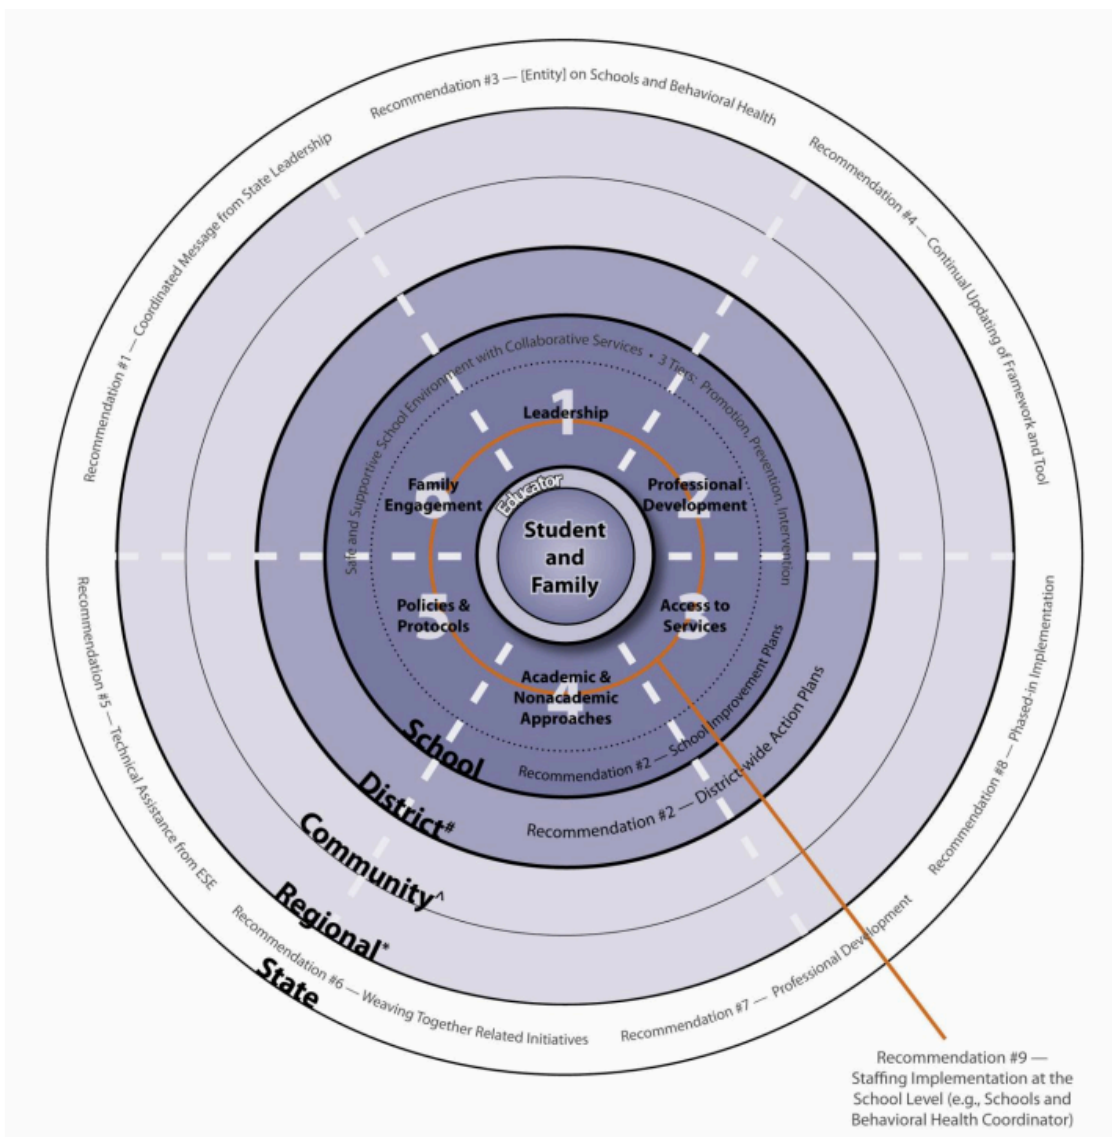 Recommendation #3 — [Entity] on Schools and Behavioral Health
Recommendation #1 — Coordinated Message from State Leadership
Recommendation #4 — Continual Updating of Framework and Tool
Safe and Supportive School Environment with Collaborative Services • 3 Tiers: Promotion, Prevention, Intervention
1
Leadership
6
Family
Engagement
2
Professional
Development
Educator
Student
and
Family
5
Policies &
Protocols
3
Access to
Services
4
Academic &
Nonacademic
Approaches
School
Recommendation #2 — School Improvement Plans
District#
Recommendation #2 — District-wide Action Plans
Community^
Regional*
State
Recommendation #5 — Technical Assistance from ESE
Recommendation #6 — Weaving Together Related Initiatives
Recommendation #7 — Professional Development
Recommendation #8 — Phased-in Implementation
Recommendation #9 —
Staffing Implementation at the
School Level (e.g., Schools and
Behavioral Health Coordinator)